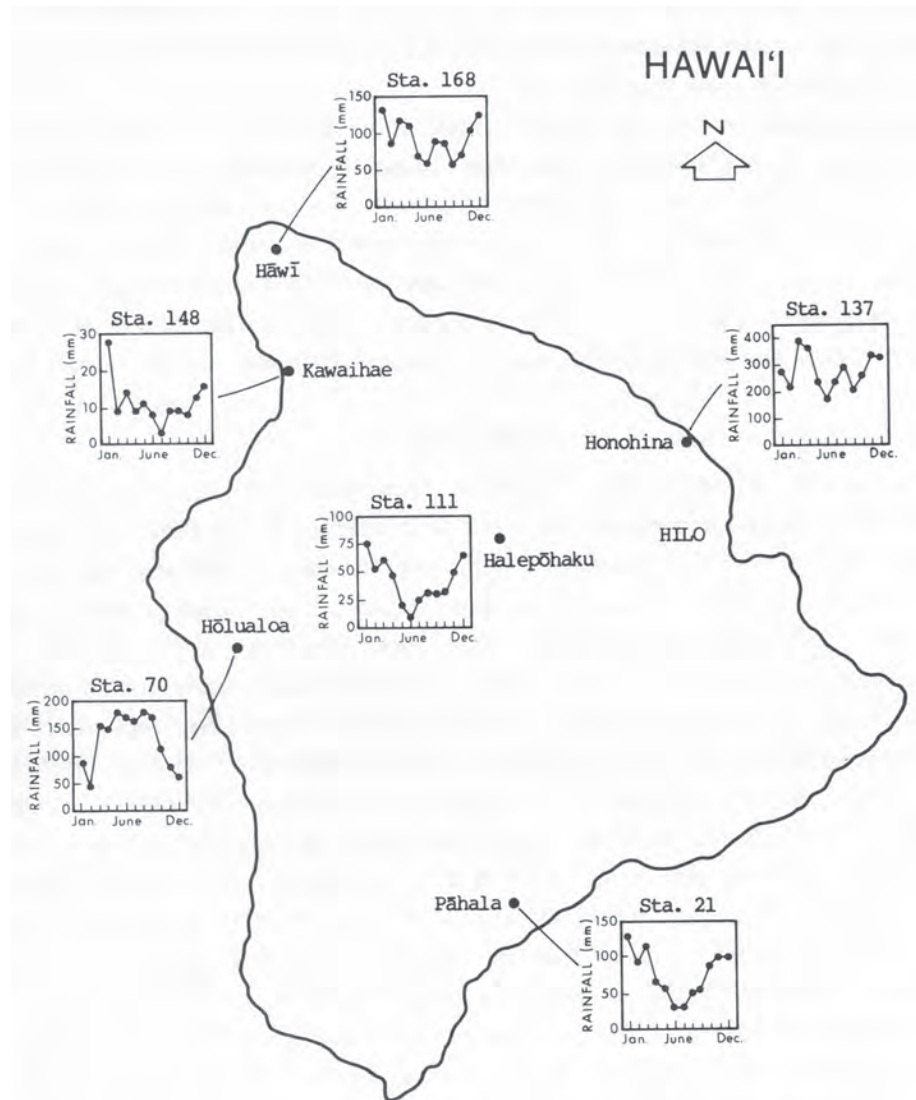 HAWAI'I
N
Sta. 168
RAINFALL (mm)
150
100
50
0
Jan. June Dec.
Hāwī
Sta. 148
RAINFALL (mm)
30
20
10
0
Jan. June Dec.
Kawaihae
Sta. 137
RAINFALL (mm)
400
300
200
300
0
Jan. June Dec.
Honohina
HILO
Sta. 111
RAINFALL (mm)
100
75
50
25
0
Jan. June Dec.
Halepōhaku
Hōlualoa
Sta. 70
RAINFALL (mm)
200
150
100
50
0
Jan. June Dec.
Pāhala
Sta. 21
RAINFALL (mm)
150
100
50
0
Jan. June Dec.